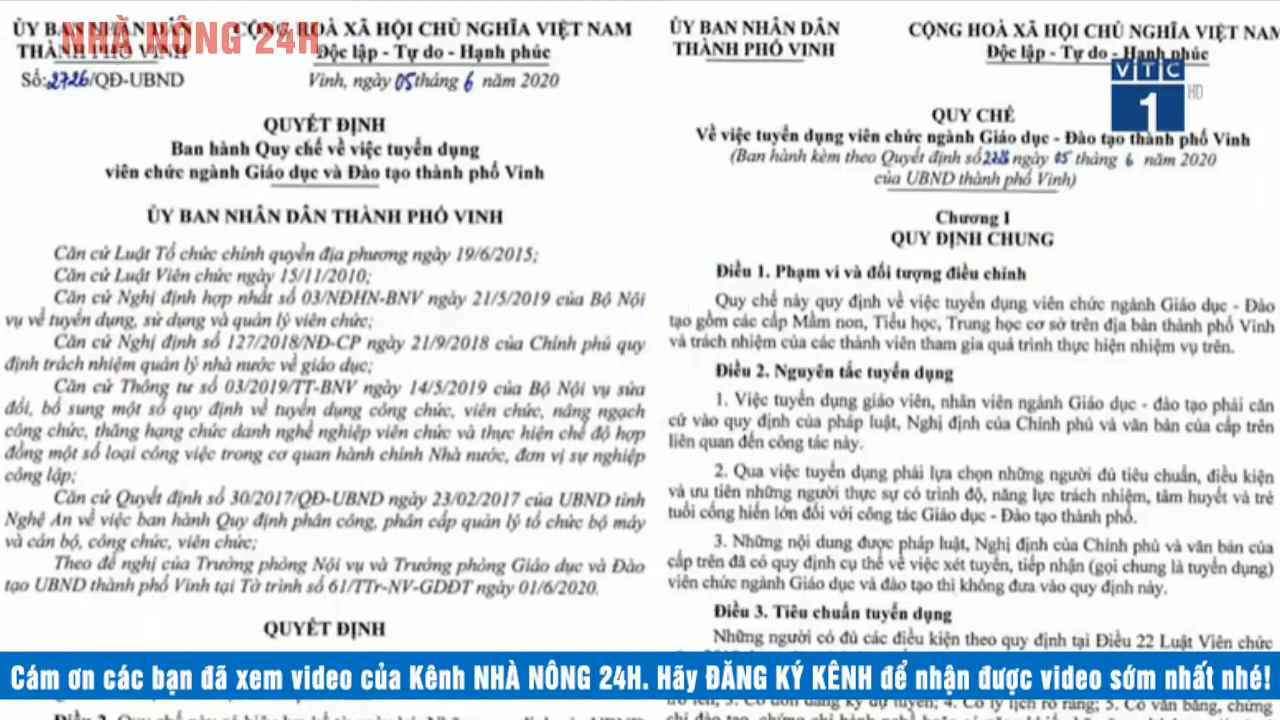 ỦY BAN NHÂN DÂN
THÀNH PHỐ VINH
CỘNG HOÀ XÃ HỘI CHỦ NGHĨA VIỆT NAM
Độc lập - Tự do - Hạnh phúc
NHÀ NÔNG 24H
Số: 2726/QĐ-UBND
Vinh, ngày 05 tháng 6 năm 2020
QUYẾT ĐỊNH
Ban hành Quy chế về việc tuyển dụng
viên chức ngành Giáo dục và Đào tạo thành phố Vinh
ỦY BAN NHÂN DÂN THÀNH PHỐ VINH
Căn cứ Luật Tổ chức chính quyền địa phương ngày 19/6/2015;
Căn cứ Luật Viên chức ngày 15/11/2010;
Căn cứ Nghị định hợp nhất số 03/NĐHN-BNV ngày 21/5/2019 của Bộ Nội
vụ về tuyển dụng, sử dụng và quản lý viên chức;
Căn cứ Nghị định số 127/2018/NĐ-CP ngày 21/9/2018 của Chính phủ quy
định trách nhiệm quản lý nhà nước về giáo dục;
Căn cứ Thông tư số 03/2019/TT-BNV ngày 14/5/2019 của Bộ Nội vụ sửa
đổi, bổ sung một số quy định về tuyển dụng công chức, viên chức, nâng ngạch
công chức, thăng hạng chức danh nghề nghiệp viên chức và thực hiện chế độ hợp
đồng một số loại công việc trong cơ quan hành chính Nhà nước, đơn vị sự nghiệp
công lập;
Căn cứ Quyết định số 30/2017/QĐ-UBND ngày 23/02/2017 của UBND tỉnh
Nghệ An về việc ban hành Quy định phân công, phân cấp quản lý tổ chức bộ máy
và cán bộ, công chức, viên chức;
Theo đề nghị của Trưởng phòng Nội vụ và Trưởng phòng Giáo dục và Đào
tạo UBND thành phố Vinh tại Tờ trình số 61/TTr-NV-GDĐT ngày 01/6/2020.
QUYẾT ĐỊNH
ỦY BAN NHÂN DÂN
THÀNH PHỐ VINH
CỘNG HOÀ XÃ HỘI CHỦ NGHĨA VIỆT NAM
Độc lập - Tự do - Hạnh phúc
VTC
1
HD
QUY CHẾ
Về việc tuyển dụng viên chức ngành Giáo dục - Đào tạo thành phố Vinh
(Ban hành kèm theo Quyết định số ngày 05 tháng 6 năm 2020
của UBND thành phố Vinh)
Chương I
QUY ĐỊNH CHUNG
Điều 1. Phạm vi và đối tượng điều chỉnh
Quy chế này quy định về việc tuyển dụng viên chức ngành Giáo dục - Đào
tạo gồm các cấp Mầm non, Tiểu học, Trung học cơ sở trên địa bàn thành phố Vinh
và trách nhiệm của các thành viên tham gia quá trình thực hiện nhiệm vụ trên.
Điều 2. Nguyên tắc tuyển dụng
1. Việc tuyển dụng giáo viên, nhân viên ngành Giáo dục - đào tạo phải căn
cứ vào quy định của pháp luật, Nghị định của Chính phủ và văn bản của cấp trên
liên quan đến công tác này.
2. Qua việc tuyển dụng phải lựa chọn những người đủ tiêu chuẩn, điều kiện
và ưu tiên những người thực sự có trình độ, năng lực trách nhiệm, tâm huyết và trẻ
tuổi cống hiến lớn đối với công tác Giáo dục - Đào tạo thành phố.
3. Những nội dung được pháp luật, Nghị định của Chính phủ và văn bản của
cấp trên đã có quy định cụ thể về việc xét tuyển, tiếp nhận (gọi chung là tuyển dụng)
viên chức ngành Giáo dục và đào tạo thì không đưa vào quy định này.
Điều 3. Tiêu chuẩn tuyển dụng
Những người có đủ các điều kiện theo quy định tại Điều 22 Luật Viên chức
Cám ơn các bạn đã xem video của Kênh NHÀ NÔNG 24H. Hãy ĐĂNG KÝ KÊNH để nhận được video sớm nhất nhé!